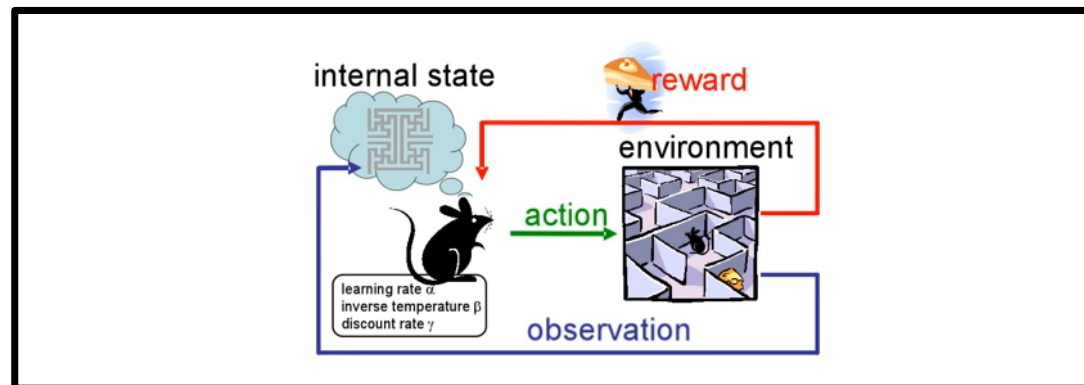 internal state
reward
environment
action
learning rate α
inverse temperature β
discount rate γ
observation